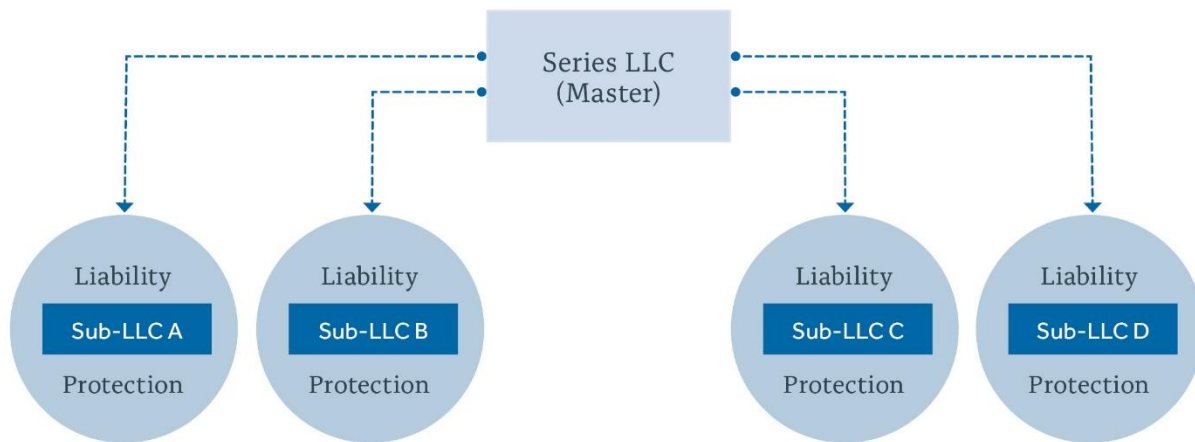 Series LLC
(Master)
Liability
Sub-LLC A
Protection
Liability
Sub-LLC B
Protection
Liability
Sub-LLC C
Protection
Liability
Sub-LLC D
Protection